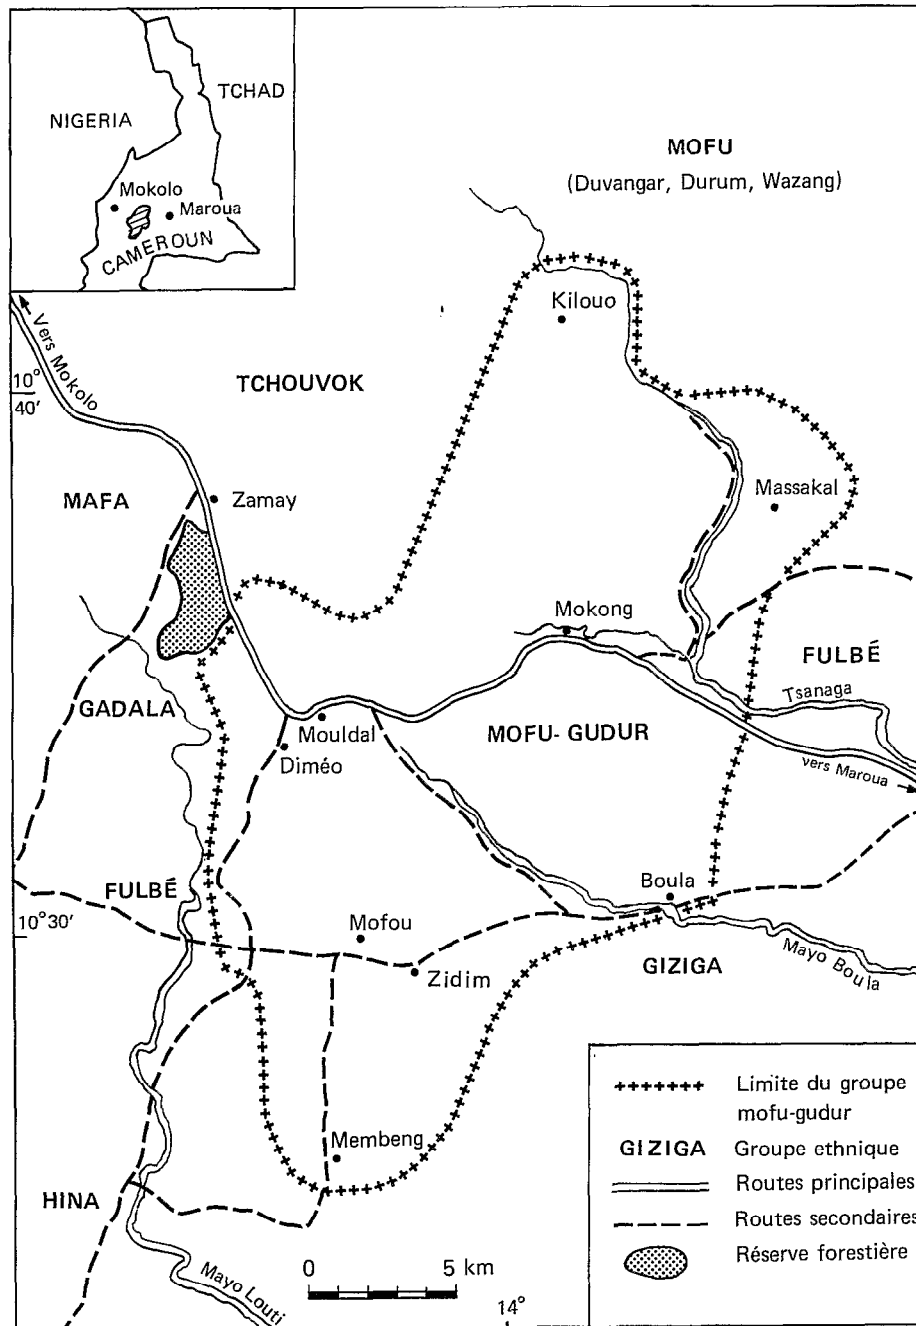 TCHAD
NIGERIA
Mokolo
Maroua
CAMEROUN
MOFU
(Duvangar, Durum, Wazang)
Kilouo
Vers Mokolo
10°
40'
TCHOUVOK
MAFA
Zamay
Massakal
Mokong
FULBÉ
Tsanaga
GADALA
Mouldal
MOFU-GUDUR
Diméo
vers Maroua
FULBÉ
Boula
10° 30'
Mofou
Zidim
GIZIGA
Mayo Boula
Membeng
HINA
Mayo Louti
0 5 km
14°
Limite du groupe
mofu-gudur
GIZIGA Groupe ethnique
Routes principales
Routes secondaires
Réserve forestière